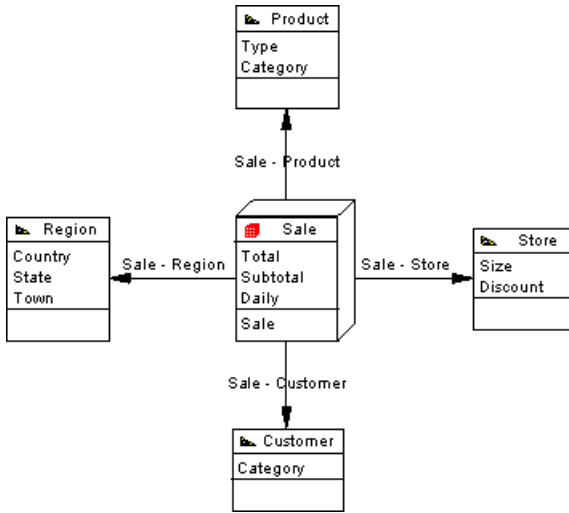 Product
Type
Category
Sale - Product
Region
Country
State
Town
Sale - Region
Sale
Total
Subtotal
Daily
Sale
Sale - Store
Store
Size
Discount
Sale - Customer
Customer
Category